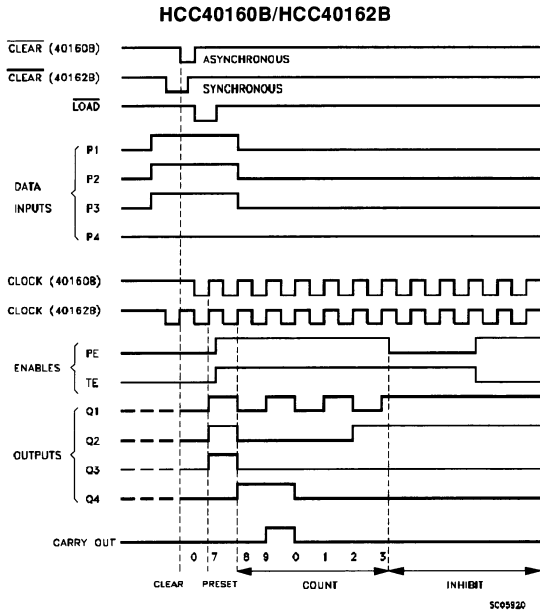 HCC40160B/HCC40162B
CLEAR (40160B)
ASYNCHRONOUS
CLEAR (40162B)
SYNCHRONOUS
LOAD
P1
P2
DATA
INPUTS
P3
P4
CLOCK (40160B)
CLOCK (40162B)
PE
ENABLES
TE
Q1
Q2
OUTPUTS
Q3
Q4
CARRY OUT
0 7 8 9 0 1 2 3
CLEAR PRESET COUNT INHIBIT
SC05920